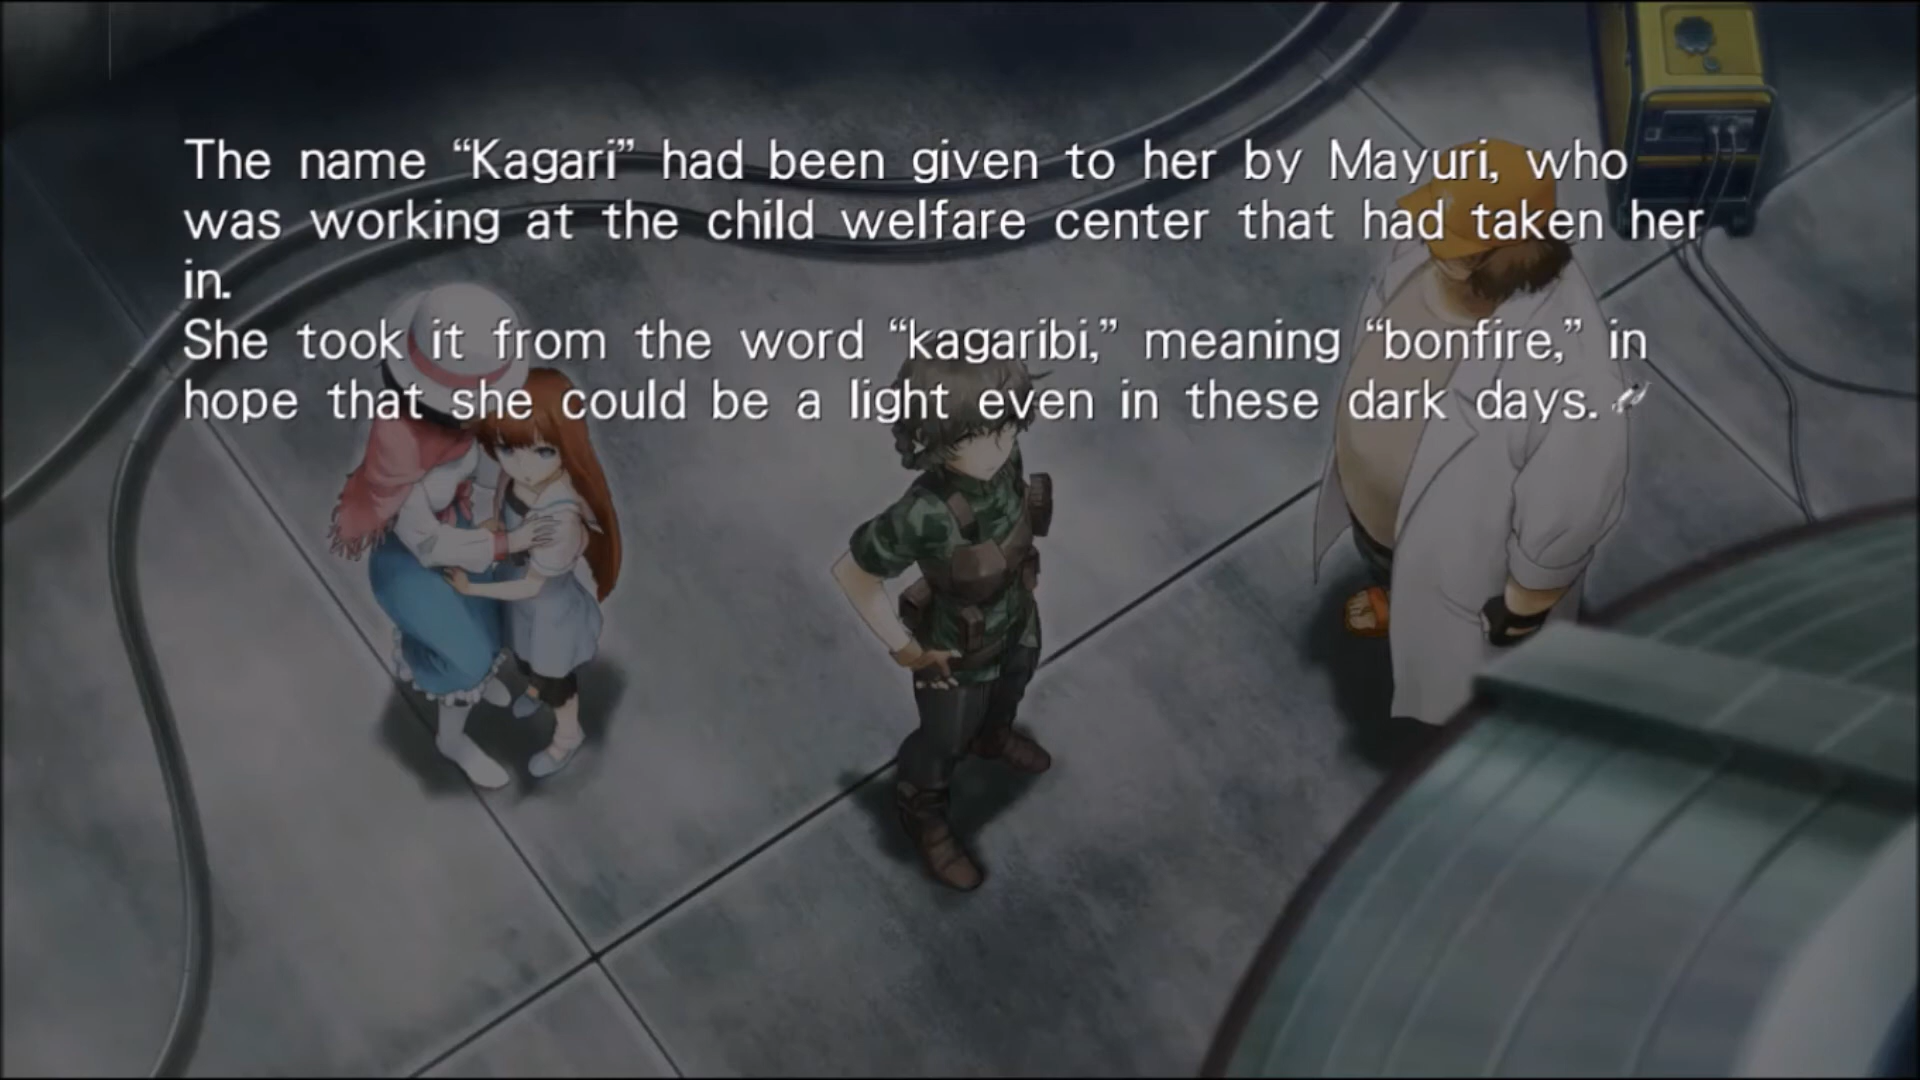 The name “Kagari” had been given to her by Mayuri, who
was working at the child welfare center that had taken her
in.
She took it from the word “kagaribi,” meaning “bonfire,” in
hope that she could be a light even in these dark days.